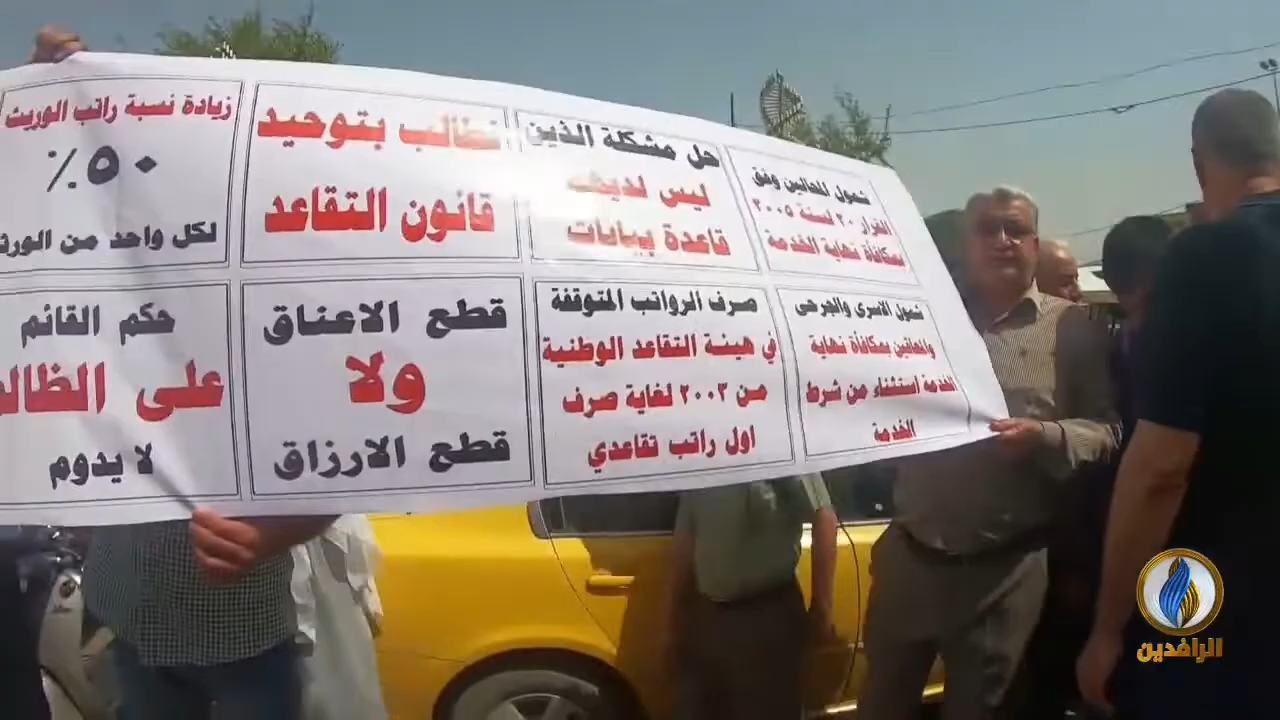 شمول المحالين وفق
القرار ٢٠ لسنة ٢٠٠٥
بمكافأة نهاية الخدمة
حل مشكلة الذين
ليس لديهم
قاعدة بيانات
نطالب بتوحيد
قانون التقاعد
زيادة نسبة راتب الوريث
٥٠٪
لكل واحد من الورثة
شمول الاسرى والجرحى
والمعاقين بمكافأة نهاية
الخدمة استثناء من شرط
الخدمة
صرف الرواتب المتوقفة
في هيئة التقاعد الوطنية
من ٢٠٠٣ لغاية صرف
اول راتب تقاعدي
قطع الاعناق
ولا
قطع الارزاق
حكم القائم
على الظالم
لا يدوم
الرافدين